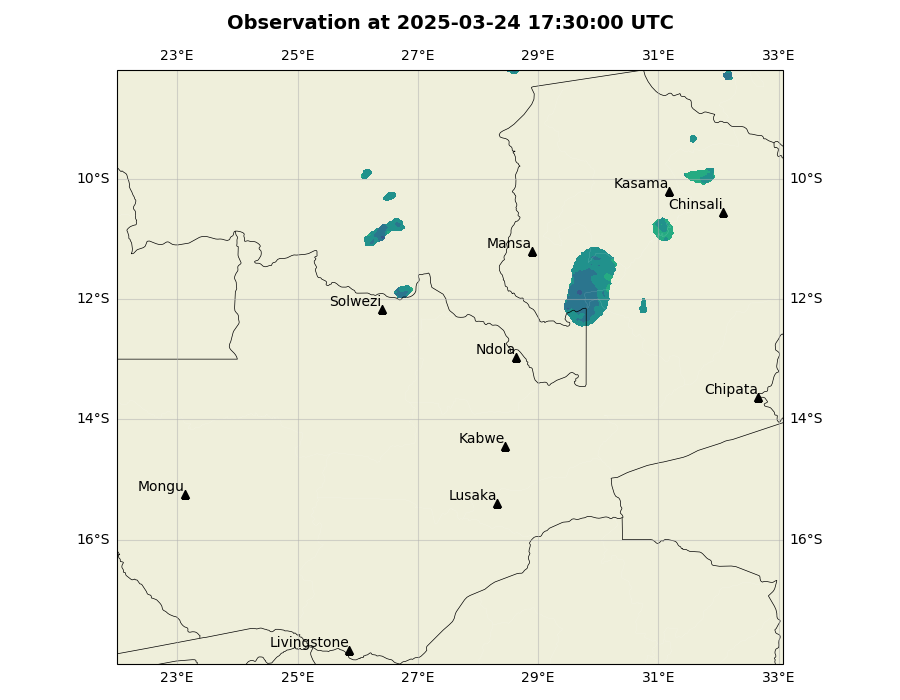 Observation at 2025-03-24 17:30:00 UTC
23°E 25°E 27°E 29°E 31°E 33°E
10°S 10°S
Kasama
Chinsali
Mansa
12°S 12°S
Solwezi
Ndola
Chipata
14°S 14°S
Kabwe
Mongu
Lusaka
16°S 16°S
Livingstone
23°E 25°E 27°E 29°E 31°E 33°E